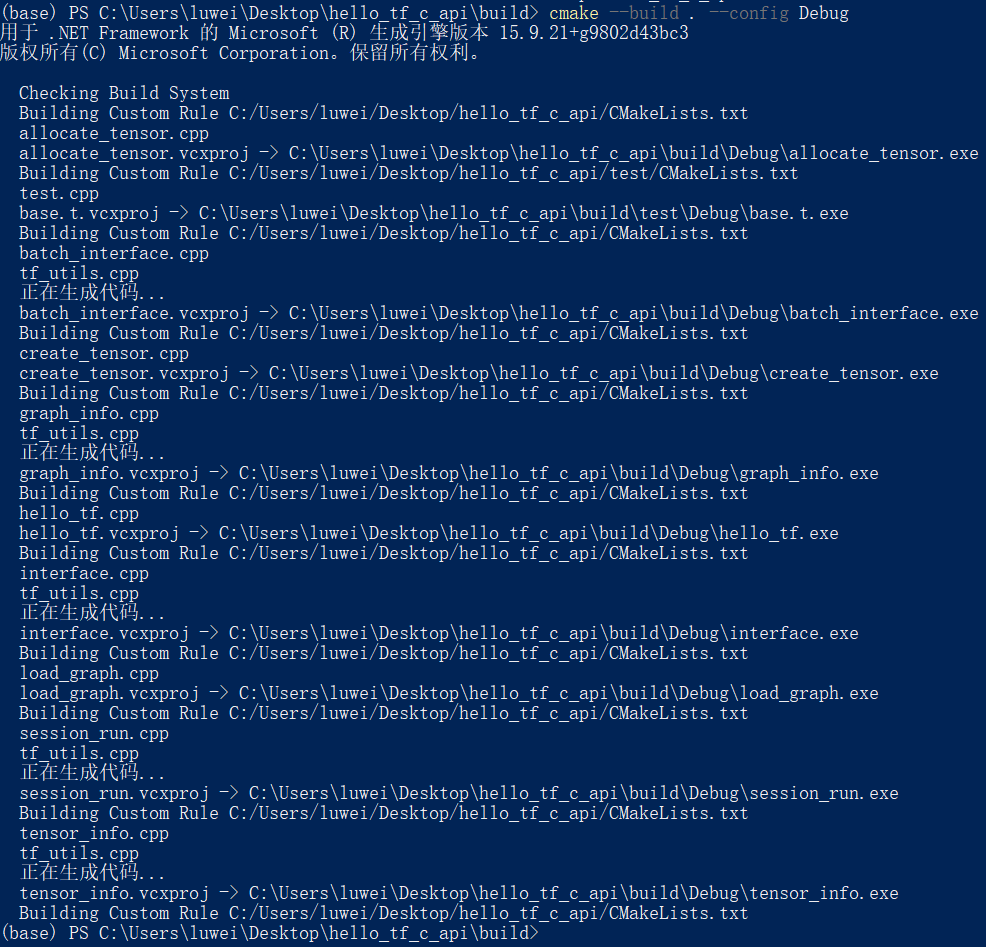 (base) PS C:\Users\luwei\Desktop\hello_tf_c_api\build> cmake --build . --config Debug
用于 .NET Framework 的 Microsoft (R) 生成引擎版本 15.9.21+g9802d43bc3
版权所有(C) Microsoft Corporation。保留所有权利。
Checking Build System
Building Custom Rule C:/Users/luwei/Desktop/hello_tf_c_api/CMakeLists.txt
allocate_tensor.cpp
allocate_tensor.vcxproj -> C:\Users\luwei\Desktop\hello_tf_c_api\build\Debug\allocate_tensor.exe
Building Custom Rule C:/Users/luwei/Desktop/hello_tf_c_api/test/CMakeLists.txt
test.cpp
base.t.vcxproj -> C:\Users\luwei\Desktop\hello_tf_c_api\build\test\Debug\base.t.exe
Building Custom Rule C:/Users/luwei/Desktop/hello_tf_c_api/CMakeLists.txt
batch_interface.cpp
tf_utils.cpp
正在生成代码...
batch_interface.vcxproj -> C:\Users\luwei\Desktop\hello_tf_c_api\build\Debug\batch_interface.exe
Building Custom Rule C:/Users/luwei/Desktop/hello_tf_c_api/CMakeLists.txt
create_tensor.cpp
create_tensor.vcxproj -> C:\Users\luwei\Desktop\hello_tf_c_api\build\Debug\create_tensor.exe
Building Custom Rule C:/Users/luwei/Desktop/hello_tf_c_api/CMakeLists.txt
graph_info.cpp
tf_utils.cpp
正在生成代码...
graph_info.vcxproj -> C:\Users\luwei\Desktop\hello_tf_c_api\build\Debug\graph_info.exe
Building Custom Rule C:/Users/luwei/Desktop/hello_tf_c_api/CMakeLists.txt
hello_tf.cpp
hello_tf.vcxproj -> C:\Users\luwei\Desktop\hello_tf_c_api\build\Debug\hello_tf.exe
Building Custom Rule C:/Users/luwei/Desktop/hello_tf_c_api/CMakeLists.txt
interface.cpp
tf_utils.cpp
正在生成代码...
interface.vcxproj -> C:\Users\luwei\Desktop\hello_tf_c_api\build\Debug\interface.exe
Building Custom Rule C:/Users/luwei/Desktop/hello_tf_c_api/CMakeLists.txt
load_graph.cpp
load_graph.vcxproj -> C:\Users\luwei\Desktop\hello_tf_c_api\build\Debug\load_graph.exe
Building Custom Rule C:/Users/luwei/Desktop/hello_tf_c_api/CMakeLists.txt
session_run.cpp
tf_utils.cpp
正在生成代码...
session_run.vcxproj -> C:\Users\luwei\Desktop\hello_tf_c_api\build\Debug\session_run.exe
Building Custom Rule C:/Users/luwei/Desktop/hello_tf_c_api/CMakeLists.txt
tensor_info.cpp
tf_utils.cpp
正在生成代码...
tensor_info.vcxproj -> C:\Users\luwei\Desktop\hello_tf_c_api\build\Debug\tensor_info.exe
Building Custom Rule C:/Users/luwei/Desktop/hello_tf_c_api/CMakeLists.txt
(base) PS C:\Users\luwei\Desktop\hello_tf_c_api\build>